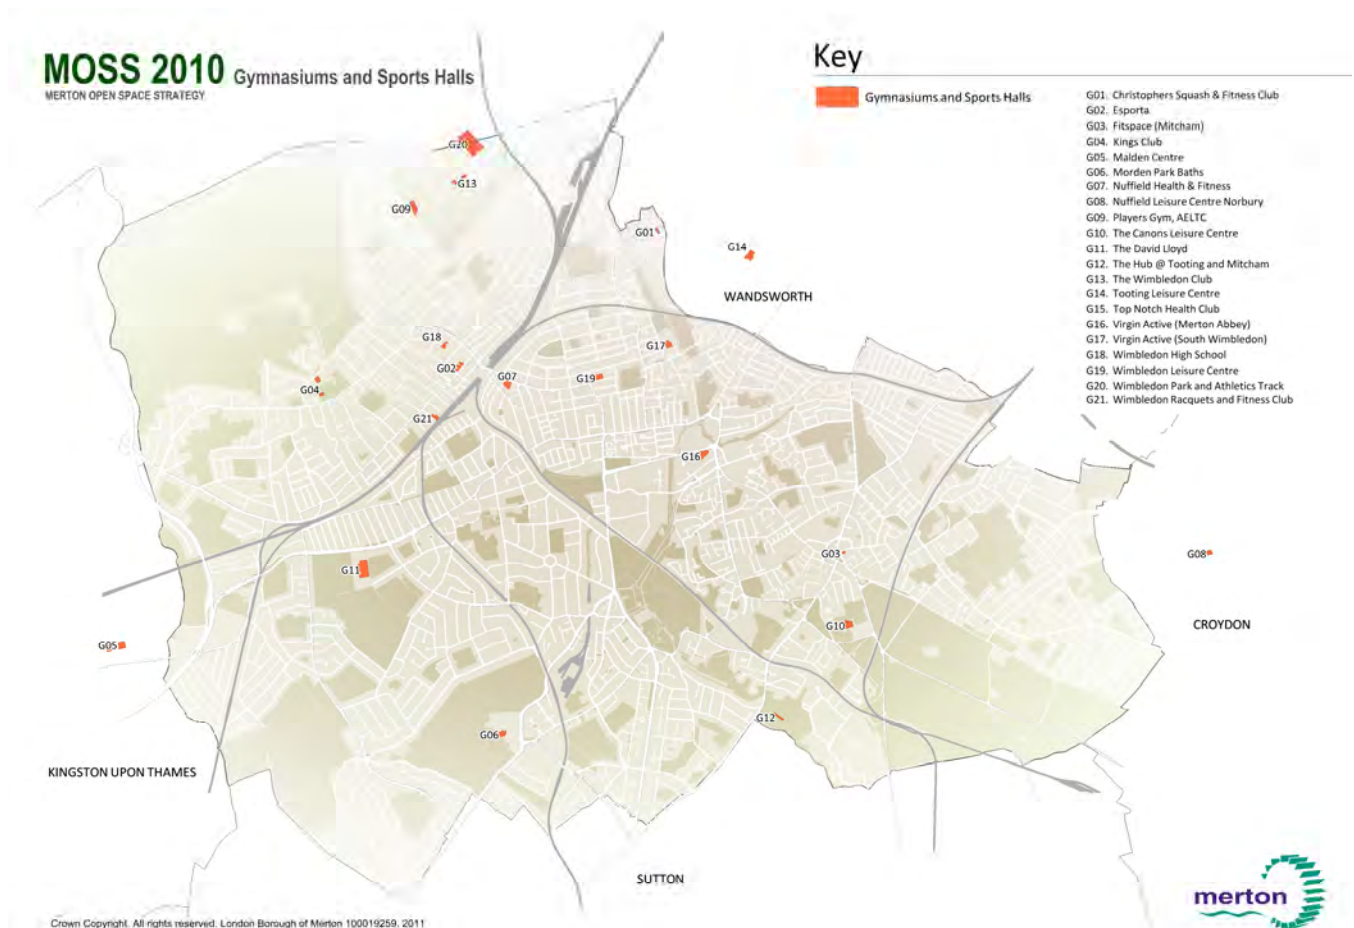 MOSS 2010 Gymnasiums and Sports Halls
MERTON OPEN SPACE STRATEGY
Key
Gymnasiums and Sports Halls
G01. Christophers Squash & Fitness Club
G02. Esporta
G03. Fitspace (Mitcham)
G04. Kings Club
G05. Malden Centre
G06. Morden Park Baths
G07. Nuffield Health & Fitness
G08. Nuffield Leisure Centre Norbury
G09. Players Gym, AELTC
G10. The Canons Leisure Centre
G11. The David Lloyd
G12. The Hub @ Tooting and Mitcham
G13. The Wimbledon Club
G14. Tooting Leisure Centre
G15. Top Notch Health Club
G16. Virgin Active (Merton Abbey)
G17. Virgin Active (South Wimbledon)
G18. Wimbledon High School
G19. Wimbledon Leisure Centre
G20. Wimbledon Park and Athletics Track
G21. Wimbledon Racquets and Fitness Club
G20
G13
G09
G01
G14
WANDSWORTH
G18
G17
G02
G07
G19
G04
G21
G16
G03
G08
G11
G10
CROYDON
G05
G12
G06
KINGSTON UPON THAMES
SUTTON
merton
Crown Copyright. All rights reserved. London Borough of Merton 100019259. 2011